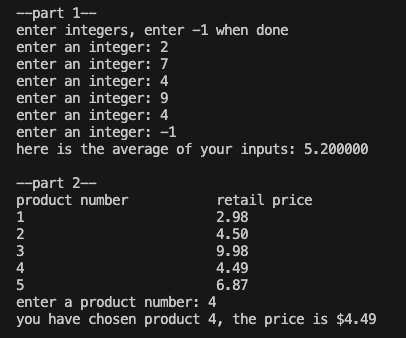 --part 1--
enter integers, enter -1 when done
enter an integer: 2
enter an integer: 7
enter an integer: 4
enter an integer: 9
enter an integer: 4
enter an integer: -1
here is the average of your inputs: 5.200000
--part 2--
product number retail price
1 2.98
2 4.50
3 9.98
4 4.49
5 6.87
enter a product number: 4
you have chosen product 4, the price is $4.49